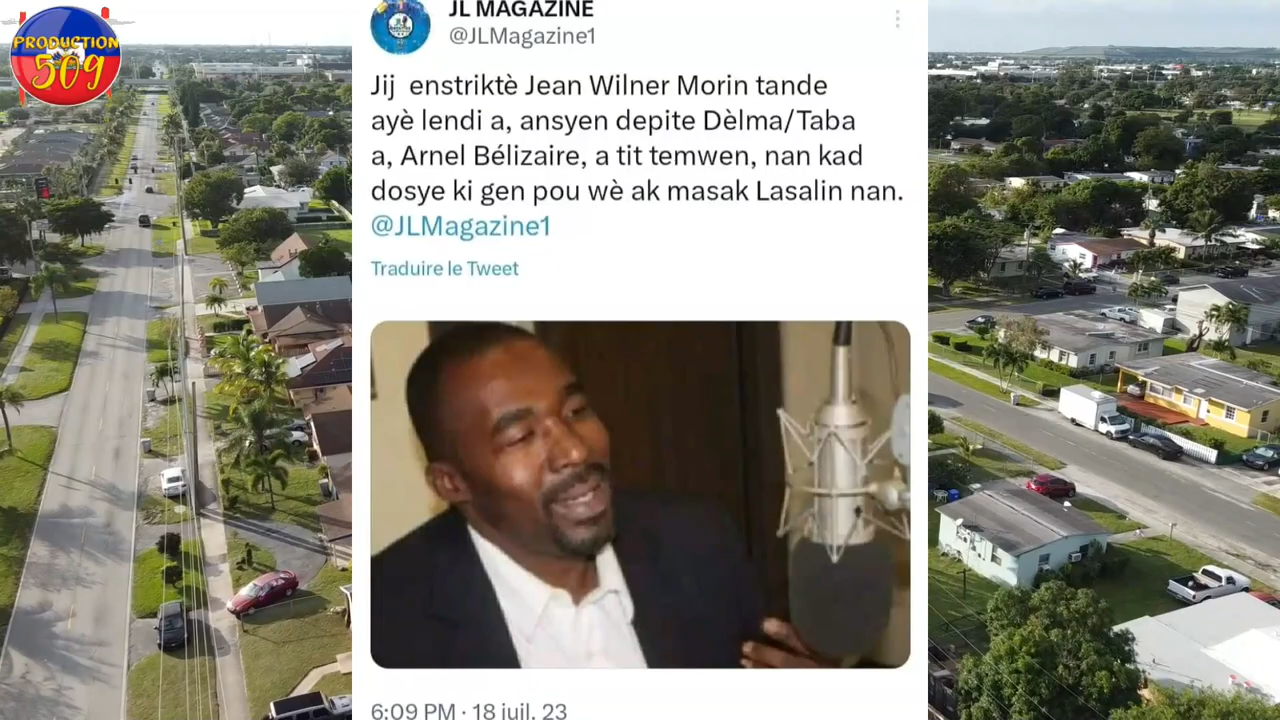 PRODUCTION
509
JL MAGAZINE
@JLMagazine1
Jij enstriktè Jean Wilner Morin tande
ayè lendi a, ansyen depite Dèlma/Taba
a, Arnel Bélizaire, a tit temwen, nan kad
dosye ki gen pou wè ak masak Lasalin nan.
@JLMagazine1
Traduire le Tweet
6:09 PM · 18 juil. 23